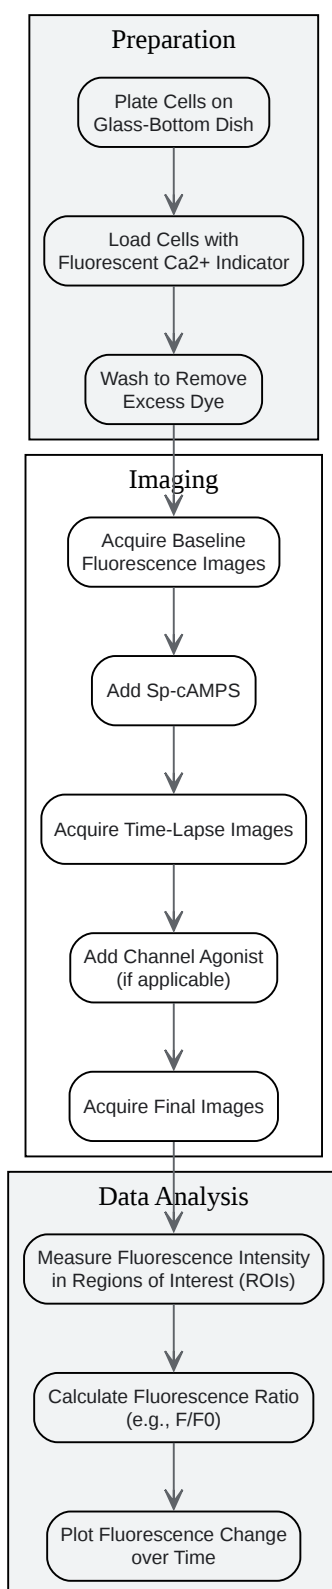 Preparation
Plate Cells on
Glass-Bottom Dish
Load Cells with
Fluorescent Ca2+ Indicator
Wash to Remove
Excess Dye
Imaging
Acquire Baseline
Fluorescence Images
Add Sp-cAMPS
Acquire Time-Lapse Images
Add Channel Agonist
(if applicable)
Acquire Final Images
Data Analysis
Measure Fluorescence Intensity
in Regions of Interest (ROIs)
Calculate Fluorescence Ratio
(e.g., F/F0)
Plot Fluorescence Change
over Time